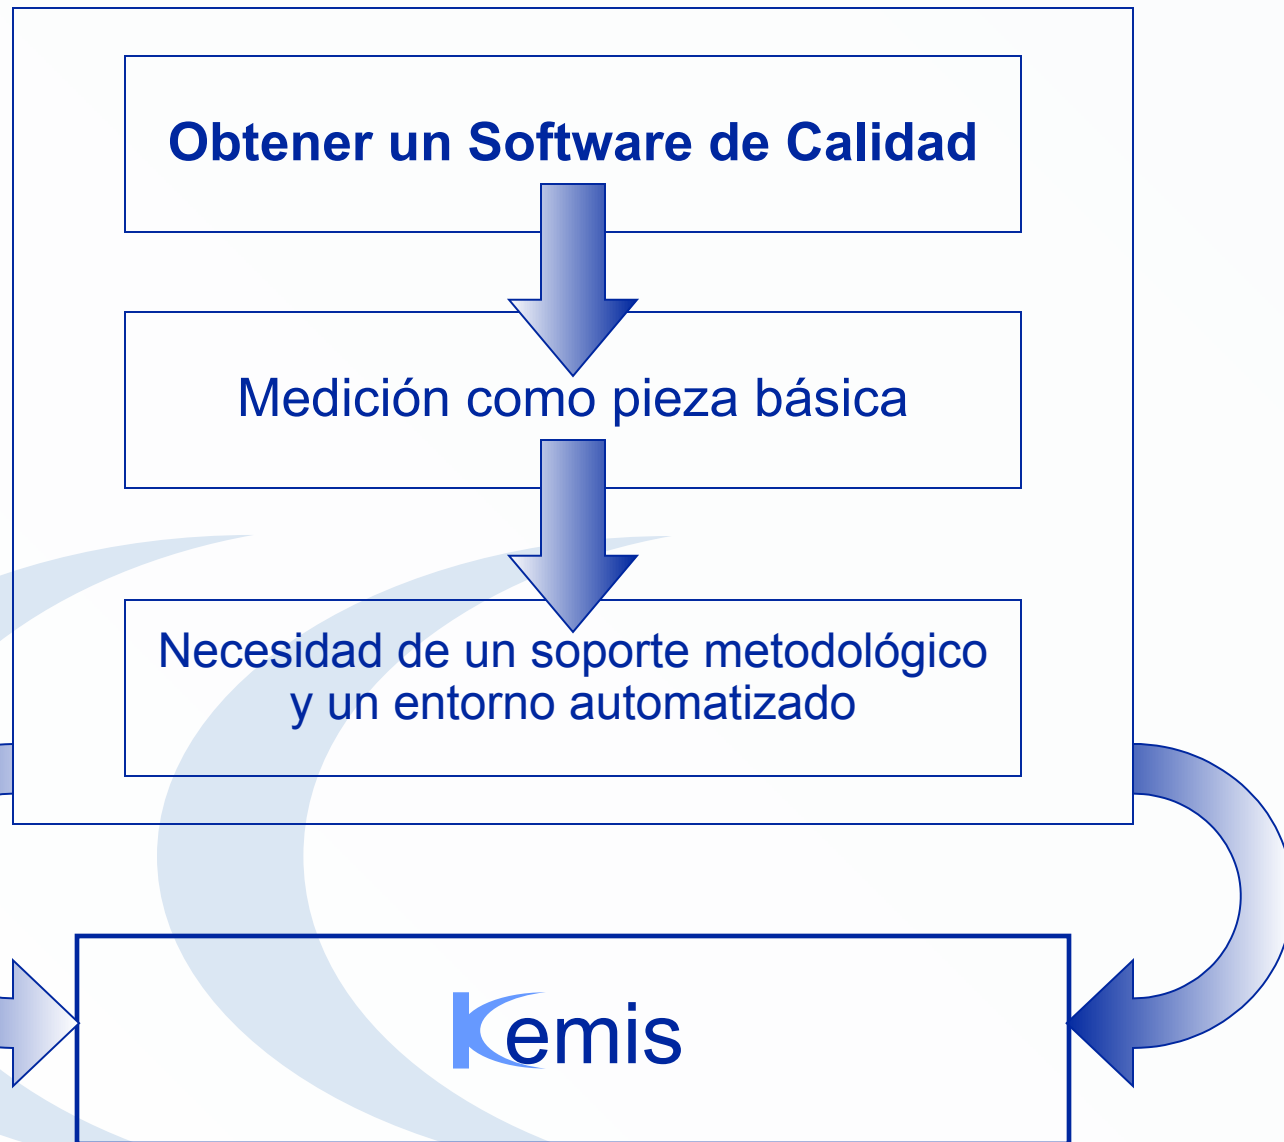 Obtener un Software de Calidad
Medición como pieza básica
Necesidad de un soporte metodológico
y un entorno automatizado
Kemis